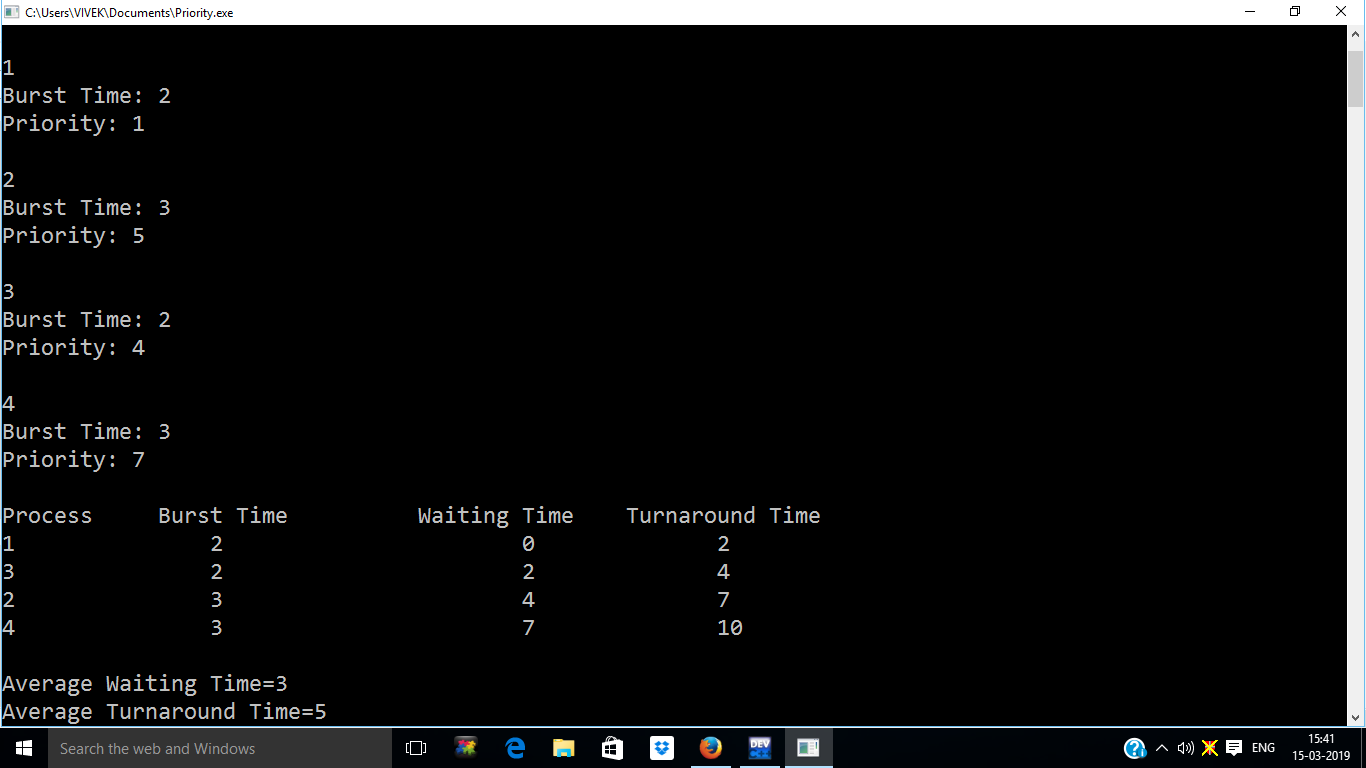 C:\Users\VIVEK\Documents\Priority.exe
1
Burst Time: 2
Priority: 1
2
Burst Time: 3
Priority: 5
3
Burst Time: 2
Priority: 4
4
Burst Time: 3
Priority: 7
Process Burst Time Waiting Time Turnaround Time
1 2 0 2
3 2 2 4
2 3 4 7
4 3 7 10
Average Waiting Time=3
Average Turnaround Time=5
Search the web and Windows
DEV
ENG
15:41
15-03-2019